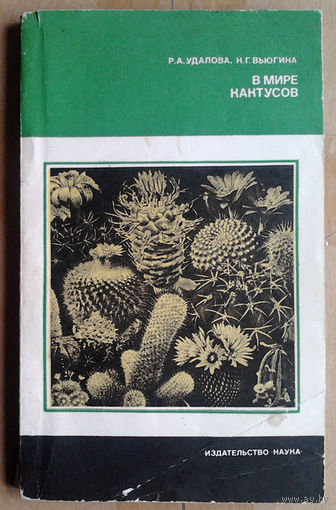 Р.А.УДАЛОВА. Н.Г.ВЬЮГИНА
В МИРЕ
КАКТУСОВ
ИЗДАТЕЛЬСТВО «НАУКА»